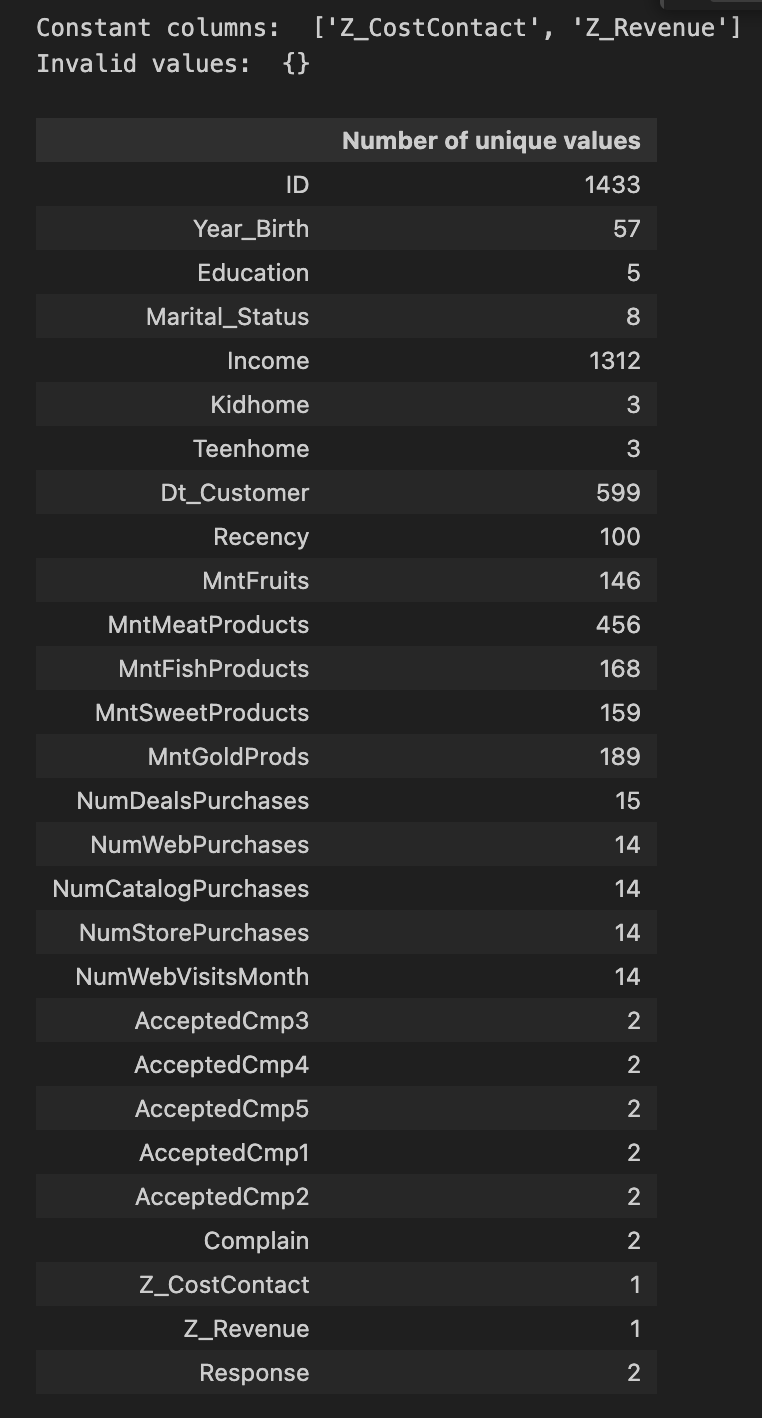 Constant columns:  ['Z_CostContact', 'Z_Revenue']
Invalid values:  {}
Number of unique values
ID 1433
Year_Birth 57
Education 5
Marital_Status 8
Income 1312
Kidhome 3
Teenhome 3
Dt_Customer 599
Recency 100
MntFruits 146
MntMeatProducts 456
MntFishProducts 168
MntSweetProducts 159
MntGoldProds 189
NumDealsPurchases 15
NumWebPurchases 14
NumCatalogPurchases 14
NumStorePurchases 14
NumWebVisitsMonth 14
AcceptedCmp3 2
AcceptedCmp4 2
AcceptedCmp5 2
AcceptedCmp1 2
AcceptedCmp2 2
Complain 2
Z_CostContact 1
Z_Revenue 1
Response 2